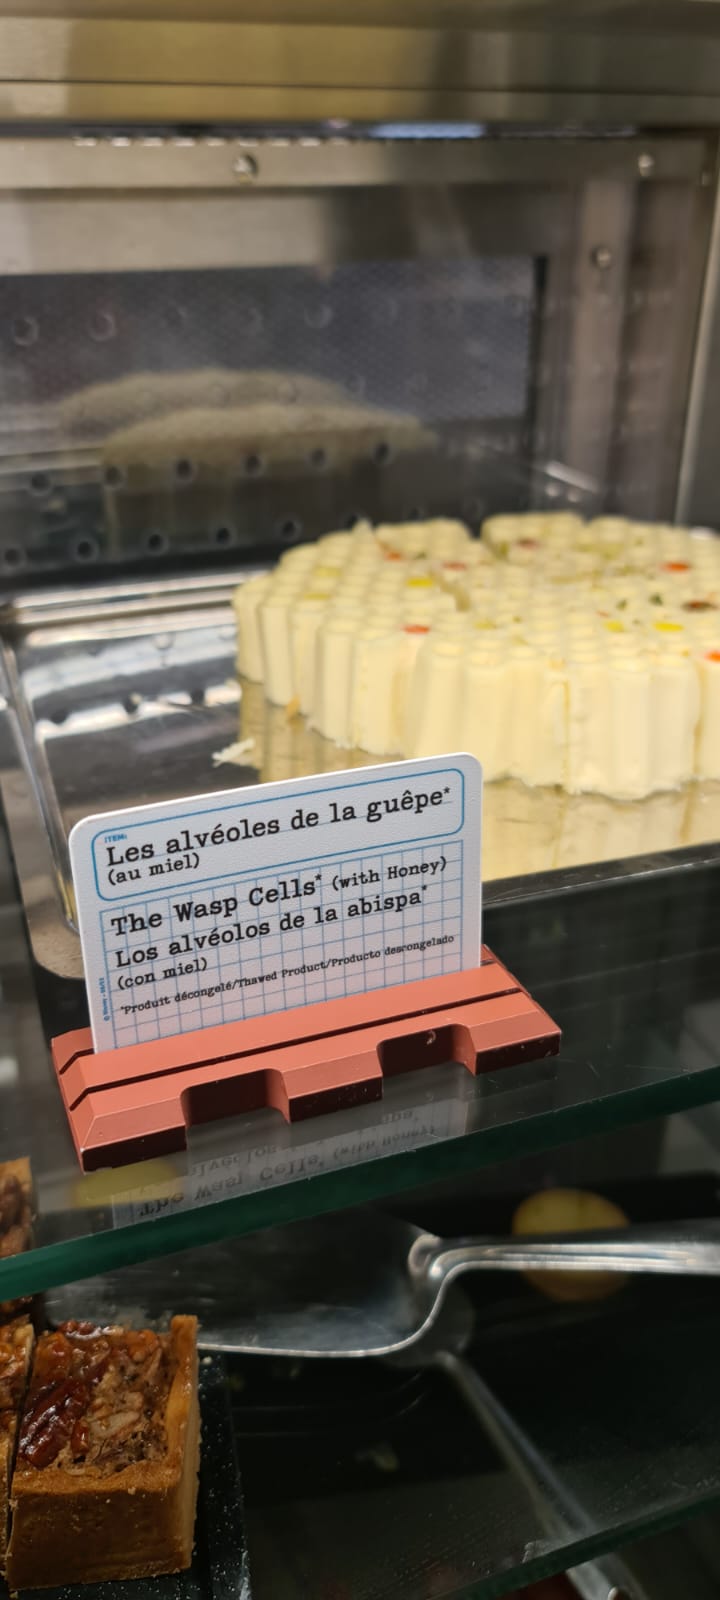 ITEM:
Les alvéoles de la guêpe*
(au miel)
The Wasp Cells* (with Honey)
Los alvéolos de la abispa*
(con miel)
*Produit décongelé/Thawed Product/Producto descongelado